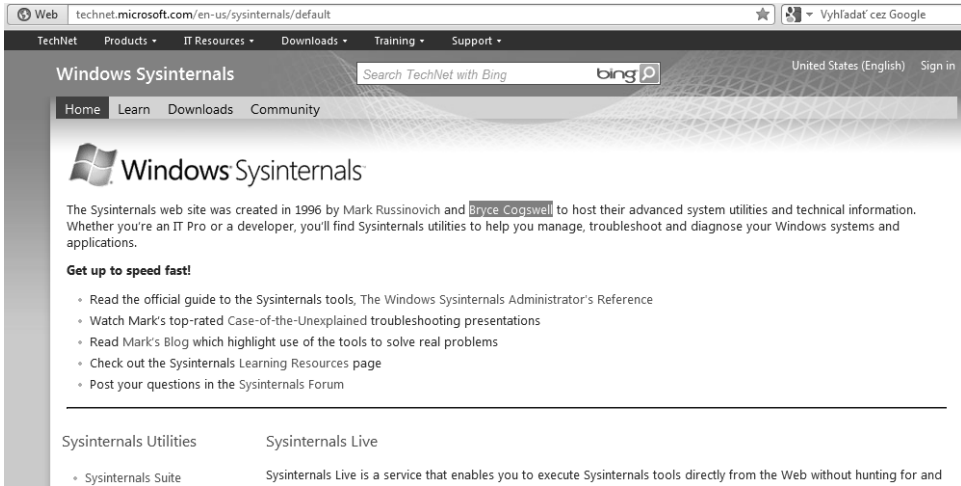 Web technet.microsoft.com/en-us/sysinternals/default Vyhľadať cez Google
TechNet Products IT Resources Downloads Training Support
Windows Sysinternals Search TechNet with Bing bing United States (English) Sign in
Home Learn Downloads Community
Windows Sysinternals
The Sysinternals web site was created in 1996 by Mark Russinovich and Bryce Cogswell to host their advanced system utilities and technical information.
Whether you're an IT Pro or a developer, you'll find Sysinternals utilities to help you manage, troubleshoot and diagnose your Windows systems and
applications.
Get up to speed fast!
• Read the official guide to the Sysinternals tools, The Windows Sysinternals Administrator's Reference
• Watch Mark's top-rated Case-of-the-Unexplained troubleshooting presentations
• Read Mark's Blog which highlight use of the tools to solve real problems
• Check out the Sysinternals Learning Resources page
• Post your questions in the Sysinternals Forum
Sysinternals Utilities Sysinternals Live
• Sysinternals Suite Sysinternals Live is a service that enables you to execute Sysinternals tools directly from the Web without hunting for and